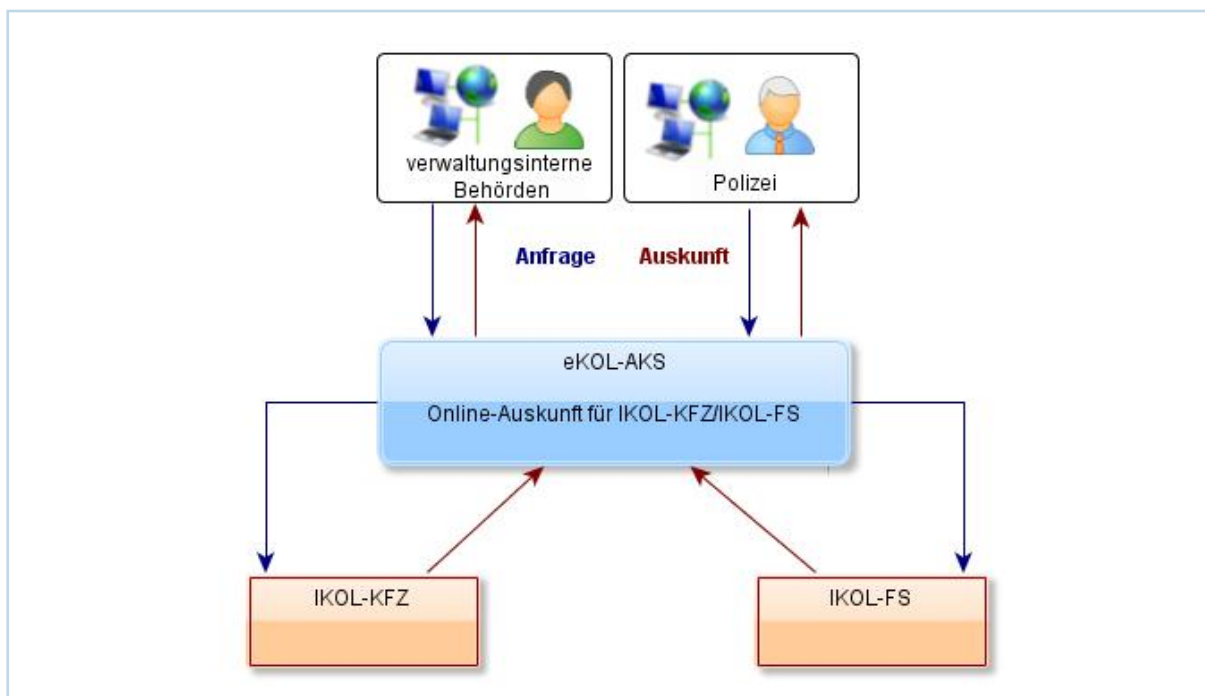 verwaltungsinterne
Behörden
Polizei
Anfrage
Auskunft
eKOL-AKS
Online-Auskunft für IKOL-KFZ/IKOL-FS
IKOL-KFZ
IKOL-FS